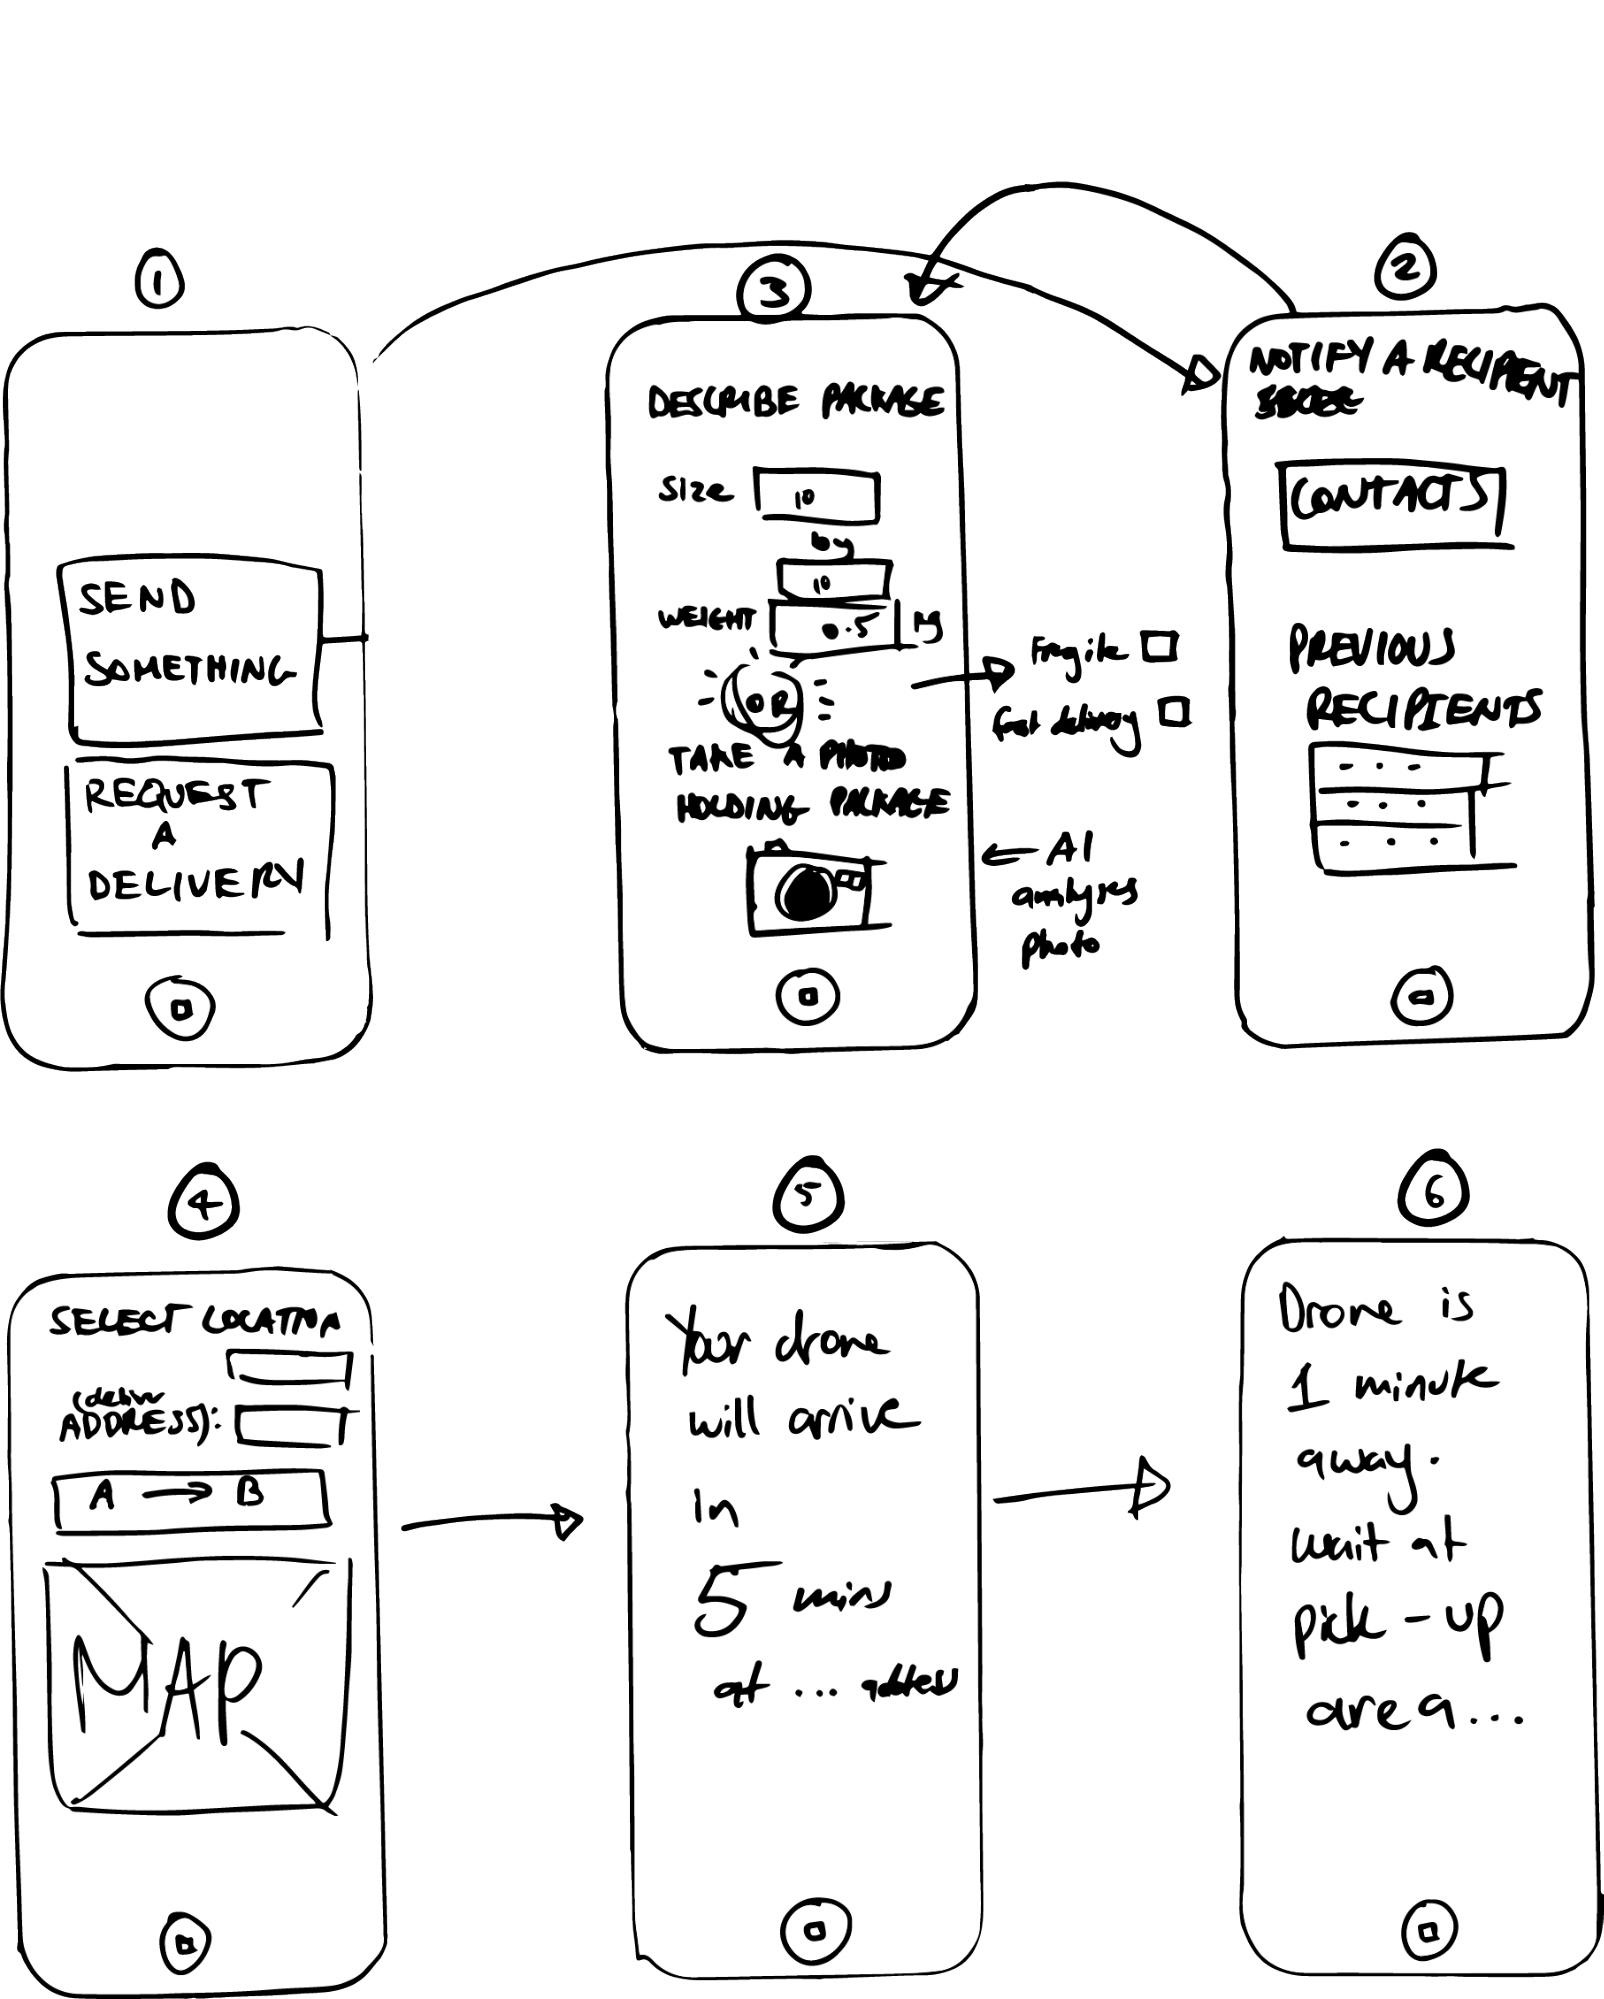 1
SEND
SOMETHING
REQUEST
A
DELIVERY
3
DESCRIBE PACKAGE
Size 10
by
10
WEIGHT 0.5 kg
OR
TAKE A PHOTO
HOLDING PACKAGE
Fragile
fast delivery
← AI
analyses
photo
2
NOTIFY A RECIPIENT
CONTACTS
PREVIOUS
RECIPIENTS
4
SELECT LOCATION
(deliver
ADDRESS):
A → B
MAP
5
Your drone
will arrive
in
5 mins
at ... address
6
Drone is
1 minute
away.
wait at
pick-up
area...